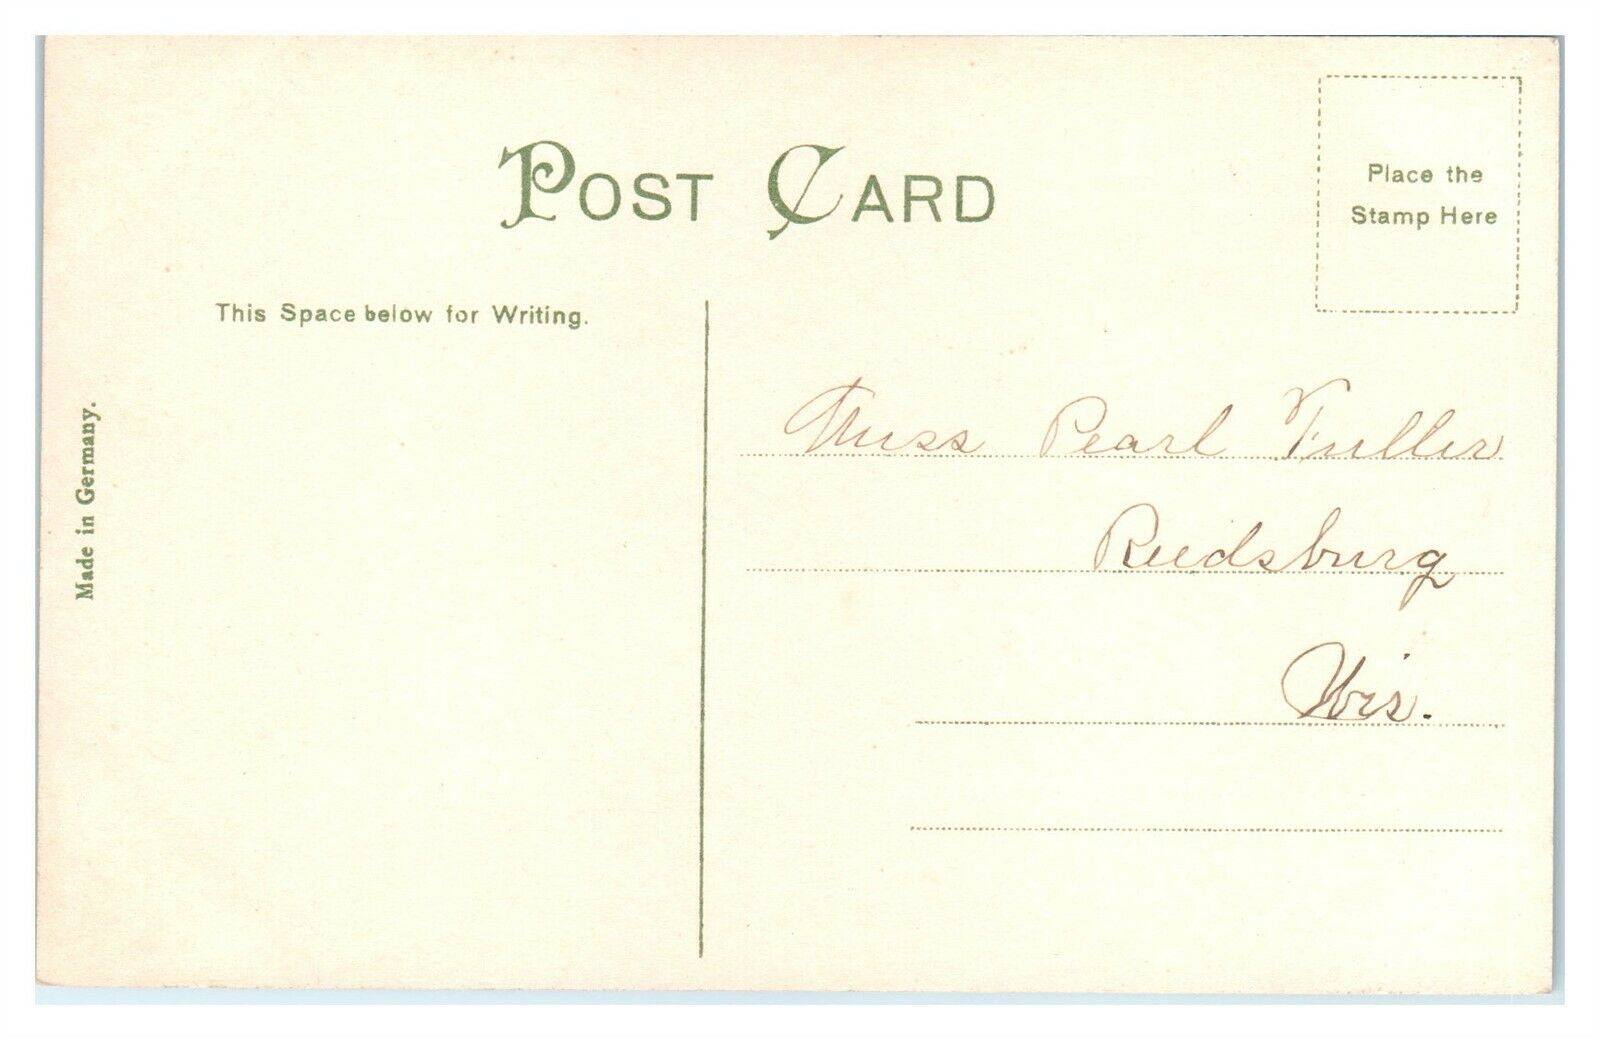 POST CARD
Place the
Stamp Here
This Space below for Writing.
Made in Germany.
Miss Pearl Fuller
Reedsburg
Wis.